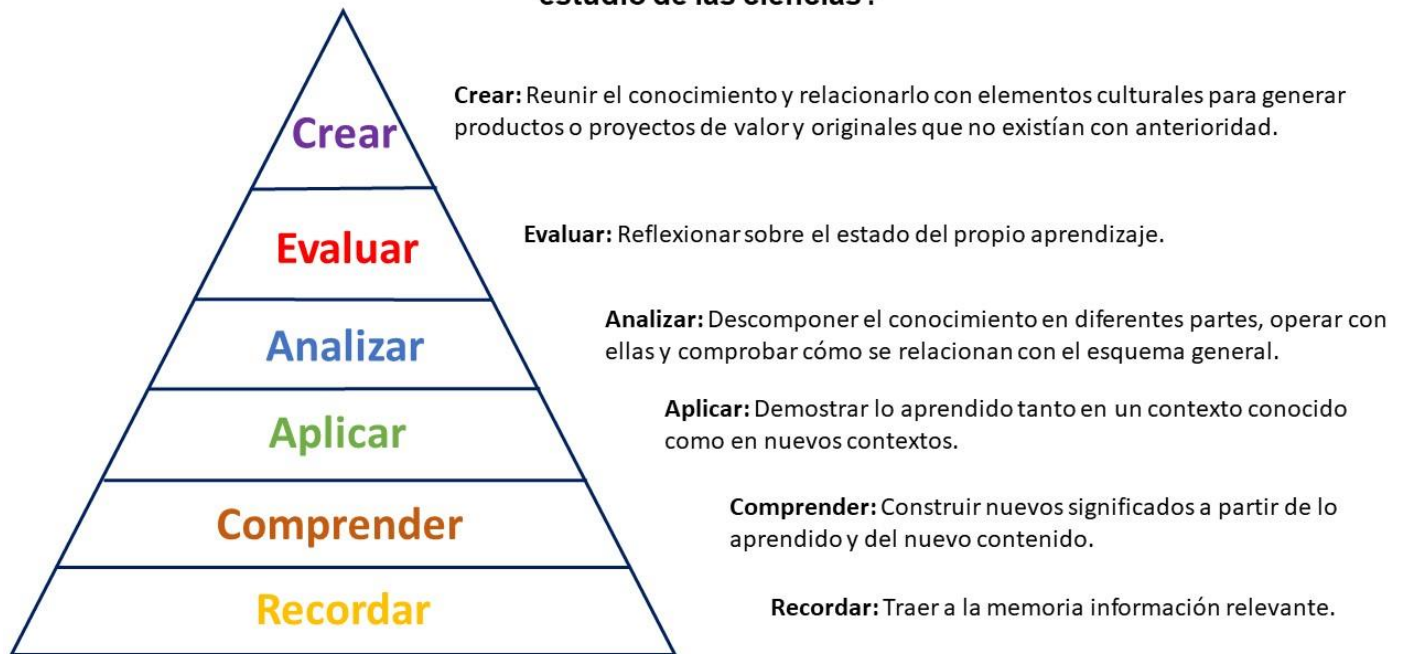 estudio de las ciencias?
Crear: Reunir el conocimiento y relacionarlo con elementos culturales para generar
productos o proyectos de valor y originales que no existían con anterioridad.
Crear
Evaluar: Reflexionar sobre el estado del propio aprendizaje.
Evaluar
Analizar: Descomponer el conocimiento en diferentes partes, operar con
ellas y comprobar cómo se relacionan con el esquema general.
Analizar
Aplicar: Demostrar lo aprendido tanto en un contexto conocido
como en nuevos contextos.
Aplicar
Comprender: Construir nuevos significados a partir de lo
aprendido y del nuevo contenido.
Comprender
Recordar: Traer a la memoria información relevante.
Recordar